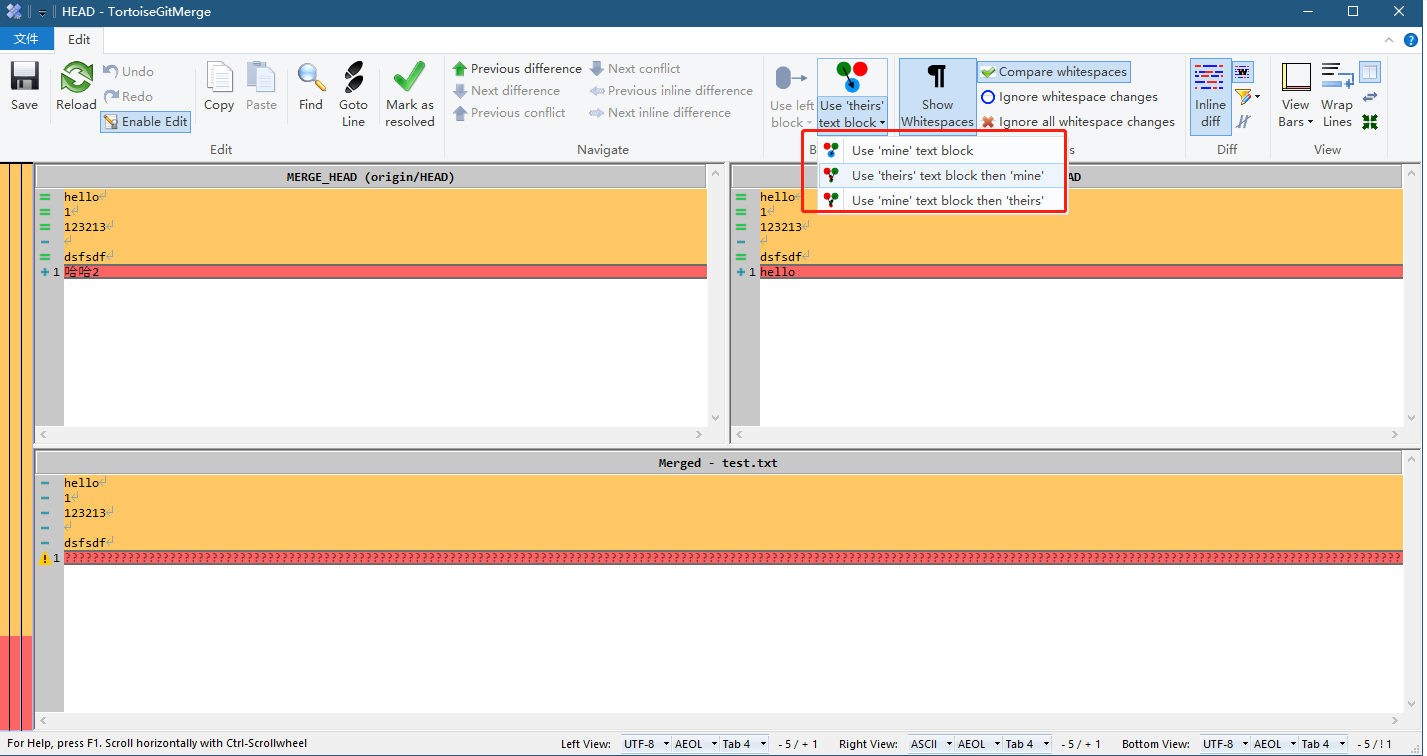 HEAD - TortoiseGitMerge
文件
Edit
Save
Reload
Undo
Redo
Enable Edit
Copy
Paste
Find
Goto Line
Mark as resolved
Edit
Previous difference
Next difference
Previous conflict
Next conflict
Previous inline difference
Next inline difference
Navigate
Use left block
Use 'theirs' text block
Show Whitespaces
Compare whitespaces
Ignore whitespace changes
Ignore all whitespace changes
Inline diff
Diff
View Bars
Wrap Lines
View
Use 'mine' text block
Use 'theirs' text block then 'mine'
Use 'mine' text block then 'theirs'
MERGE_HEAD (origin/HEAD)
hello
1
123213
dsfsdf
1 哈哈2
AD
hello
1
123213
dsfsdf
1 hello
Merged - test.txt
hello
1
123213
dsfsdf
1
For Help, press F1. Scroll horizontally with Ctrl-Scrollwheel
Left View: UTF-8 AEOL Tab 4 - 5 / + 1
Right View: ASCII AEOL Tab 4 - 5 / + 1
Bottom View: UTF-8 AEOL Tab 4 - 5 / ! 1